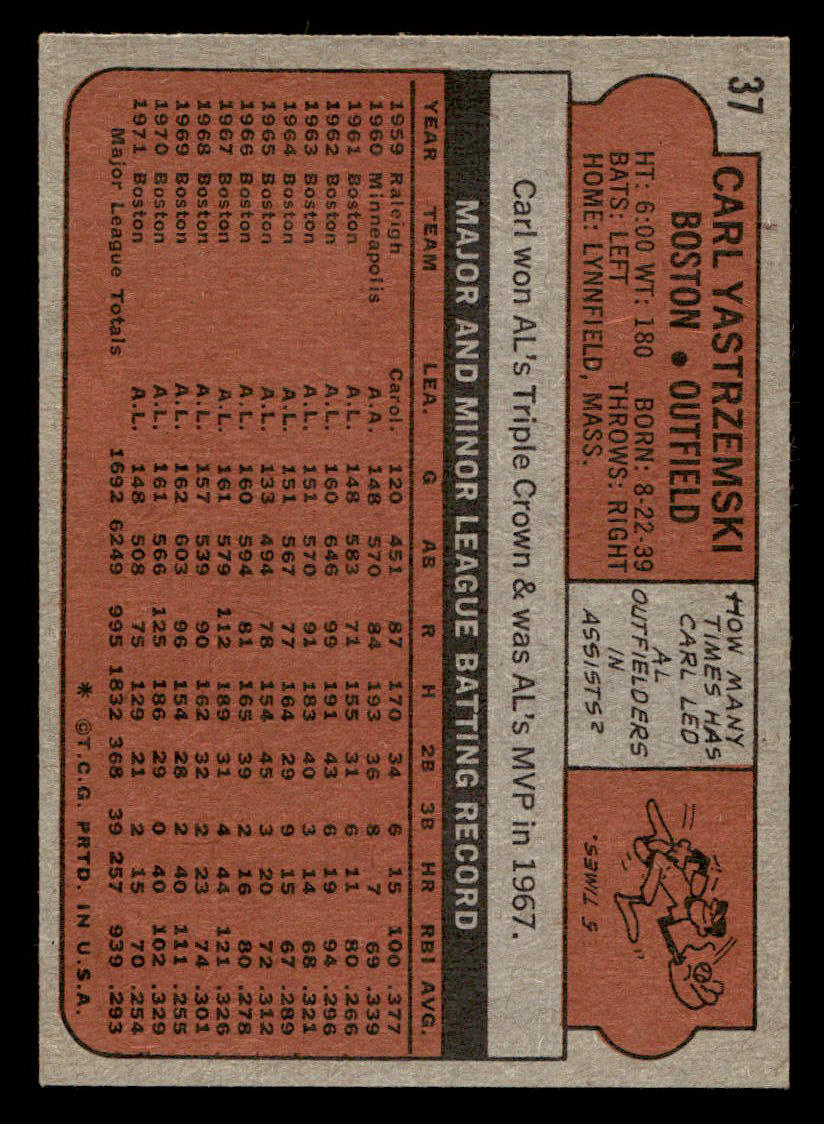 37
CARL YASTRZEMSKI
BOSTON • OUTFIELD
HT: 6:00 WT: 180 BORN: 8-22-39
BATS: LEFT THROWS: RIGHT
HOME: LYNNFIELD, MASS.
HOW MANY
TIMES HAS
CARL LED
AL
OUTFIELDERS
IN
ASSISTS?
5 TIMES.
Carl won AL's Triple Crown & was AL's MVP in 1967.
MAJOR AND MINOR LEAGUE BATTING RECORD
YEAR TEAM LEA. G AB R H 2B 3B HR RBI AVG.
1959 Raleigh Carol. 120 451 87 170 34 6 15 100 .377
1960 Minneapolis A.A. 148 570 84 193 36 8 7 69 .339
1961 Boston A.L. 148 583 71 155 31 6 11 80 .266
1962 Boston A.L. 160 646 99 191 43 6 19 94 .296
1963 Boston A.L. 151 570 91 183 40 3 14 68 .321
1964 Boston A.L. 151 567 77 164 29 9 15 67 .289
1965 Boston A.L. 133 494 78 154 45 3 20 72 .312
1966 Boston A.L. 160 594 81 165 39 2 16 80 .278
1967 Boston A.L. 161 579 112 189 31 4 44 121 .326
1968 Boston A.L. 157 539 90 162 32 2 23 74 .301
1969 Boston A.L. 162 603 96 154 28 2 40 111 .255
1970 Boston A.L. 161 566 125 186 29 0 40 102 .329
1971 Boston A.L. 148 508 75 129 21 2 15 70 .254
Major League Totals 1692 6249 995 1832 368 39 257 939 .293
* ©T.C.G. PRTD. IN U.S.A.